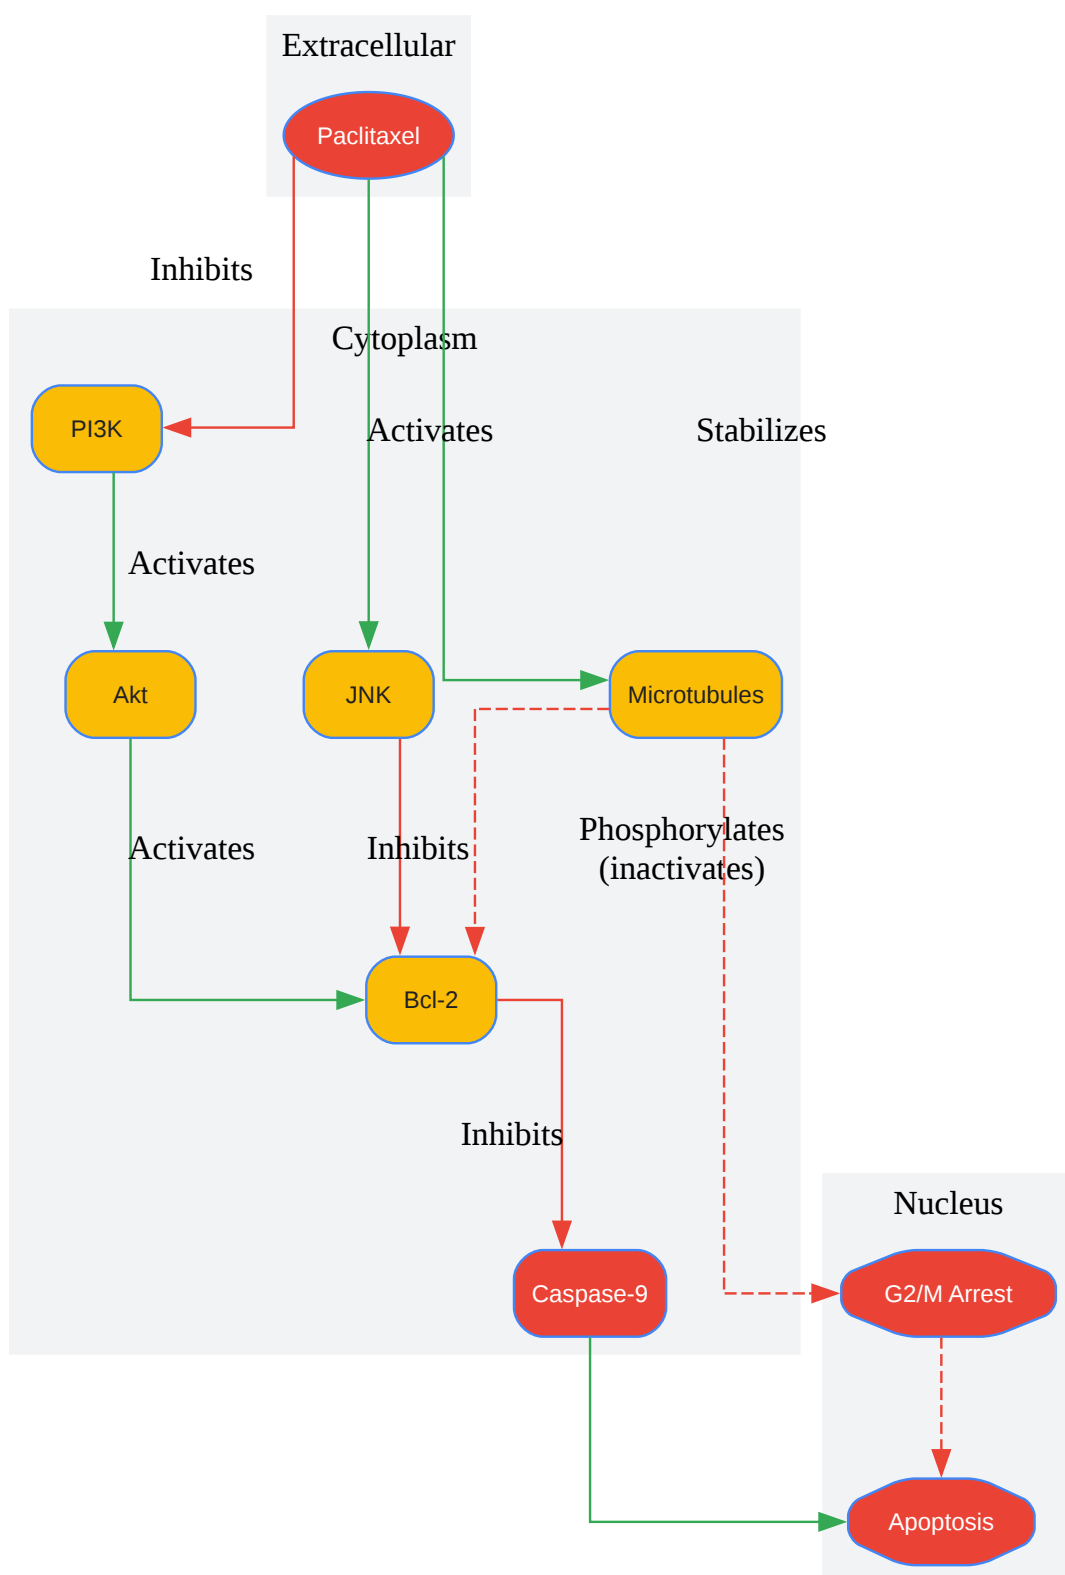 Extracellular
Paclitaxel
Inhibits
Cytoplasm
PI3K
Activates
Stabilizes
Activates
Akt
JNK
Microtubules
Activates
Inhibits
Phosphorylates
(inactivates)
Bcl-2
Inhibits
Nucleus
Caspase-9
G2/M Arrest
Apoptosis